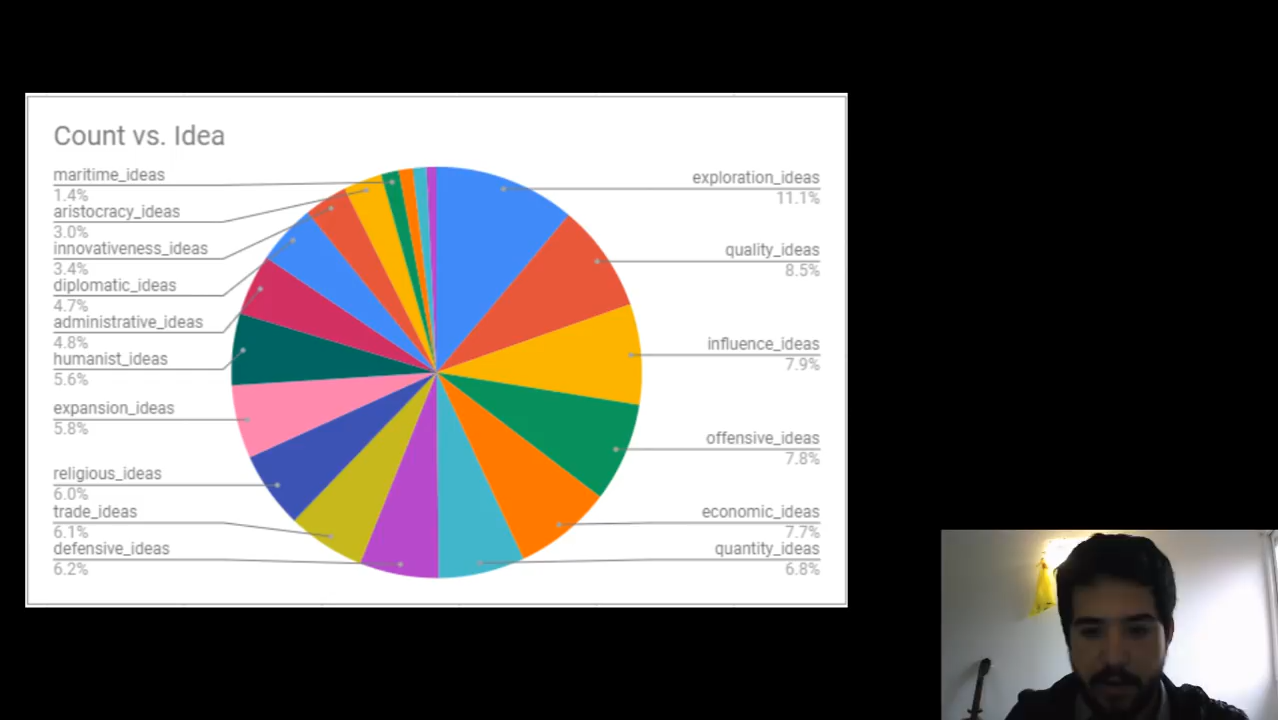 Count vs. Idea
maritime_ideas
1.4%
aristocracy_ideas
3.0%
innovativeness_ideas
3.4%
diplomatic_ideas
4.7%
administrative_ideas
4.8%
humanist_ideas
5.6%
expansion_ideas
5.8%
religious_ideas
6.0%
trade_ideas
6.1%
defensive_ideas
6.2%
exploration_ideas
11.1%
quality_ideas
8.5%
influence_ideas
7.9%
offensive_ideas
7.8%
economic_ideas
7.7%
quantity_ideas
6.8%